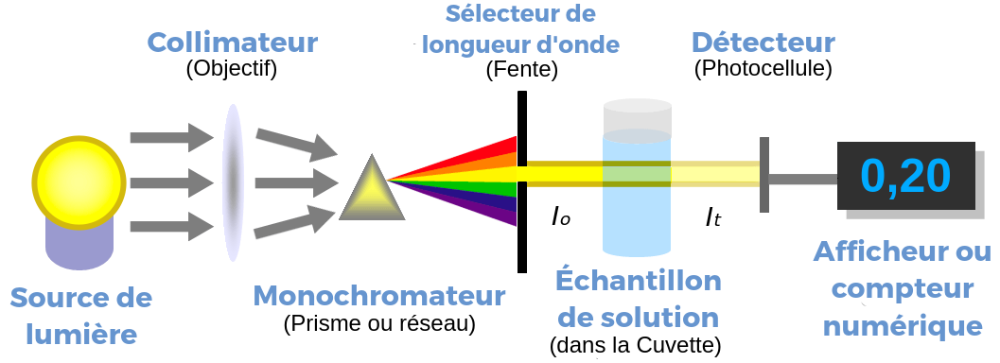 Collimateur
(Objectif)
Sélecteur de
longueur d'onde
(Fente)
Détecteur
(Photocellule)
0,20
Io
It
Source de
lumière
Monochromateur
(Prisme ou réseau)
Échantillon
de solution
(dans la Cuvette)
Afficheur ou
compteur
numérique